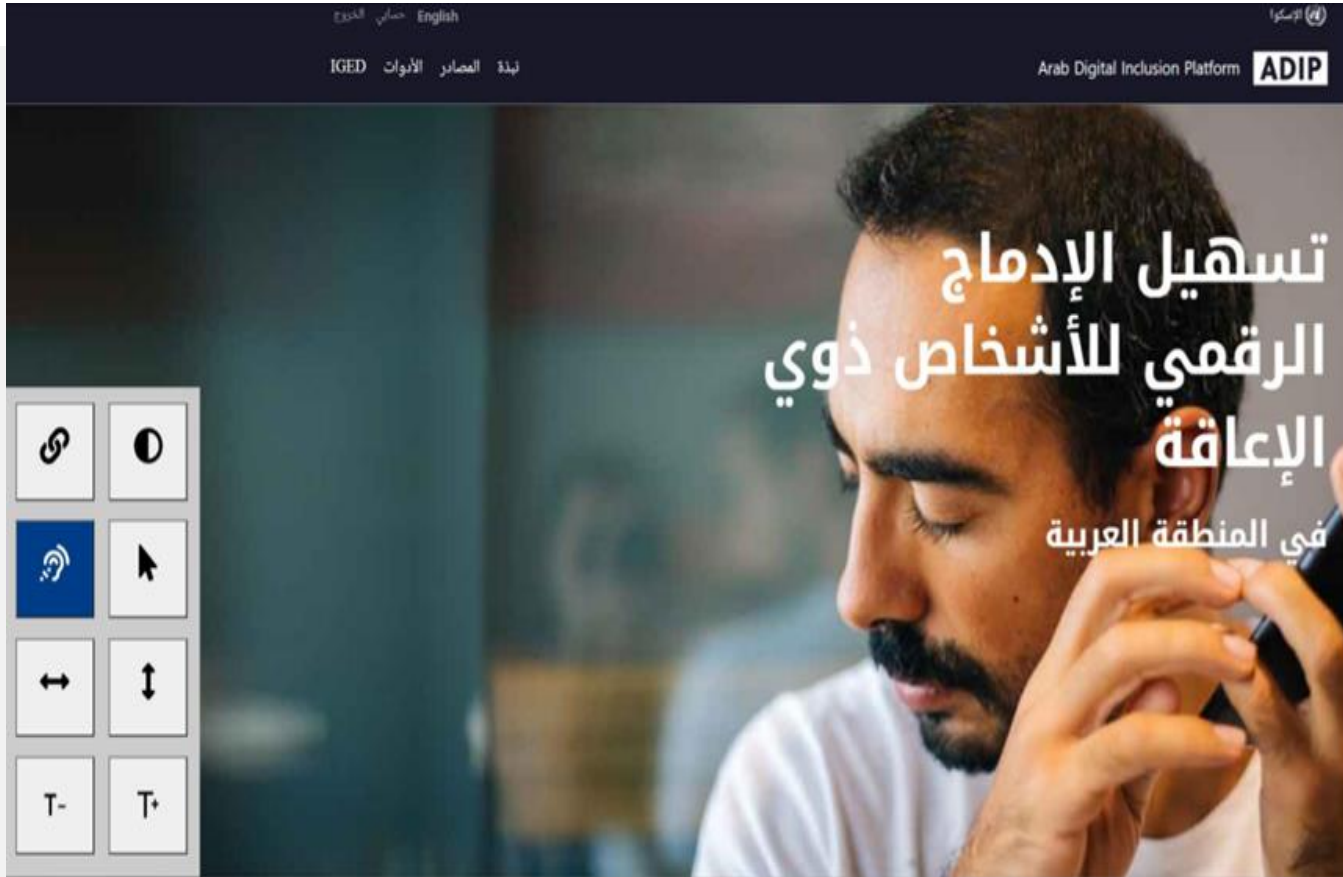 الإسكوا
English حسابي الخروج
ADIP Arab Digital Inclusion Platform
نبذة المصادر الأدوات IGED
تسهيل الإدماج
الرقمي للأشخاص ذوي
الإعاقة
في المنطقة العربية
T+
T-